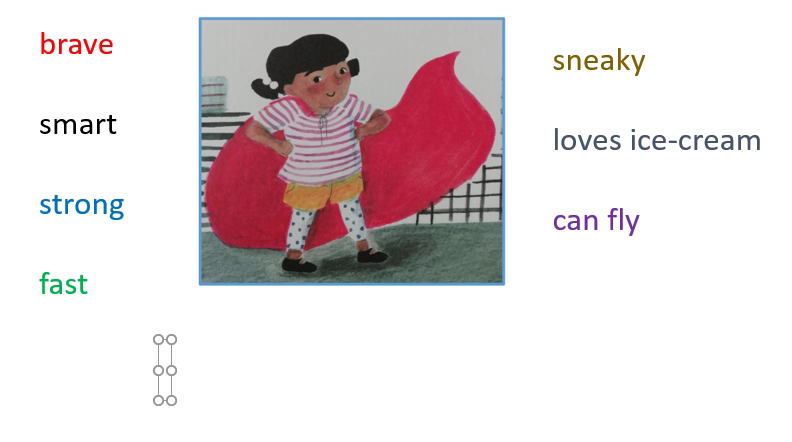 brave
smart
strong
fast
sneaky
loves ice-cream
can fly